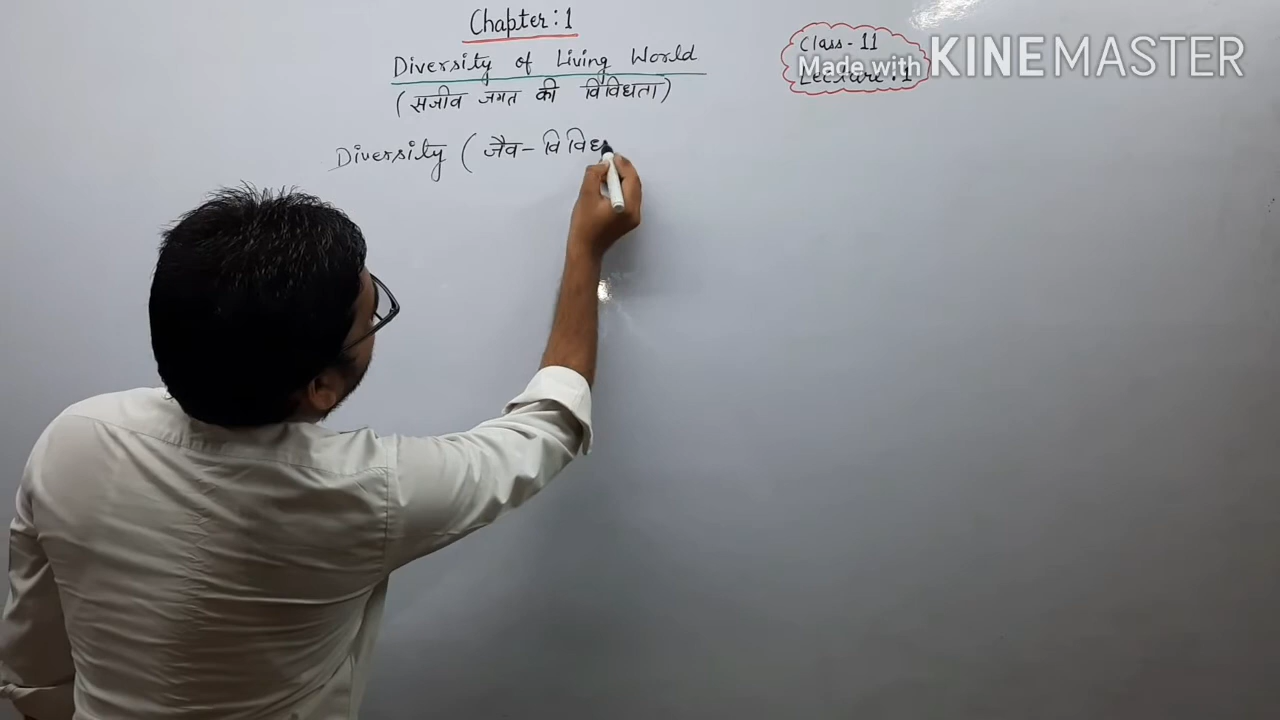 Chapter : 1
Diversity of Living World
(सजीव जगत की विविधता)
Diversity (जैव - विविध
Class - 11
Lecture : 1
Made with KINEMASTER